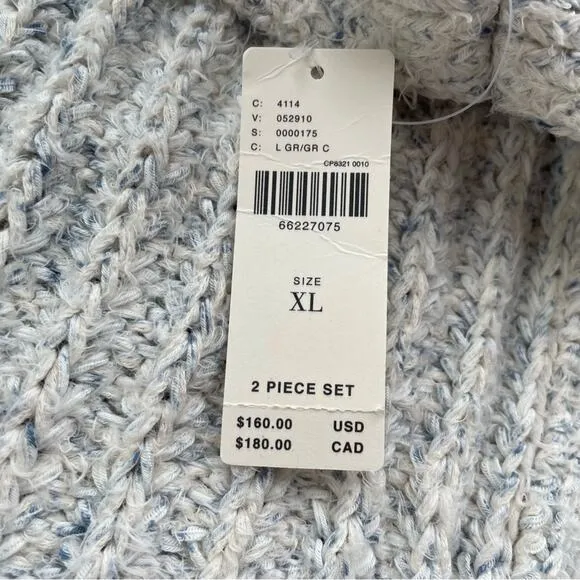 C: 4114
V: 052910
S: 0000175
C: L GR/GR C
CP8321 0010
66227075
SIZE
XL
2 PIECE SET
$160.00 USD
$180.00 CAD